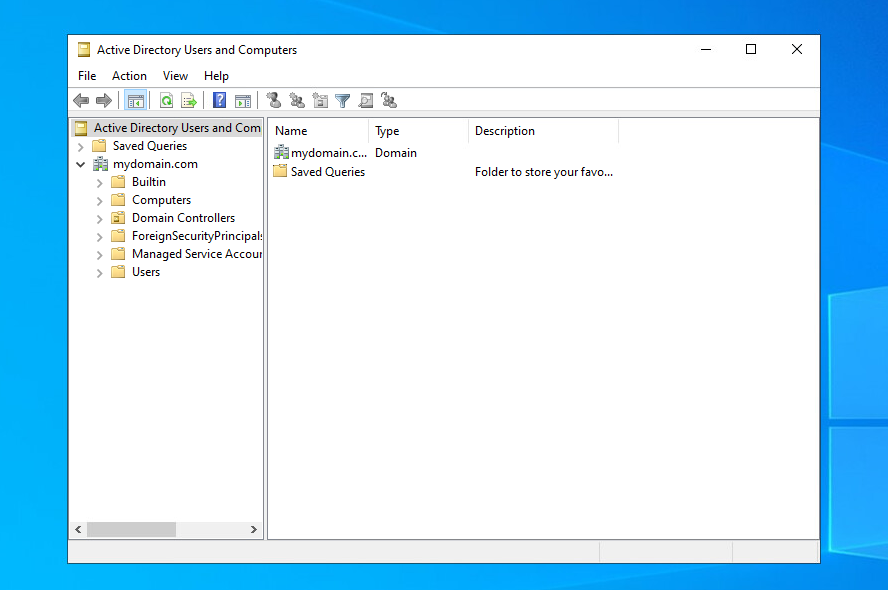 Active Directory Users and Computers
File Action View Help
Active Directory Users and Com
Saved Queries
mydomain.com
Builtin
Computers
Domain Controllers
ForeignSecurityPrincipals
Managed Service Accour
Users
Name Type Description
mydomain.c... Domain
Saved Queries Folder to store your favo...